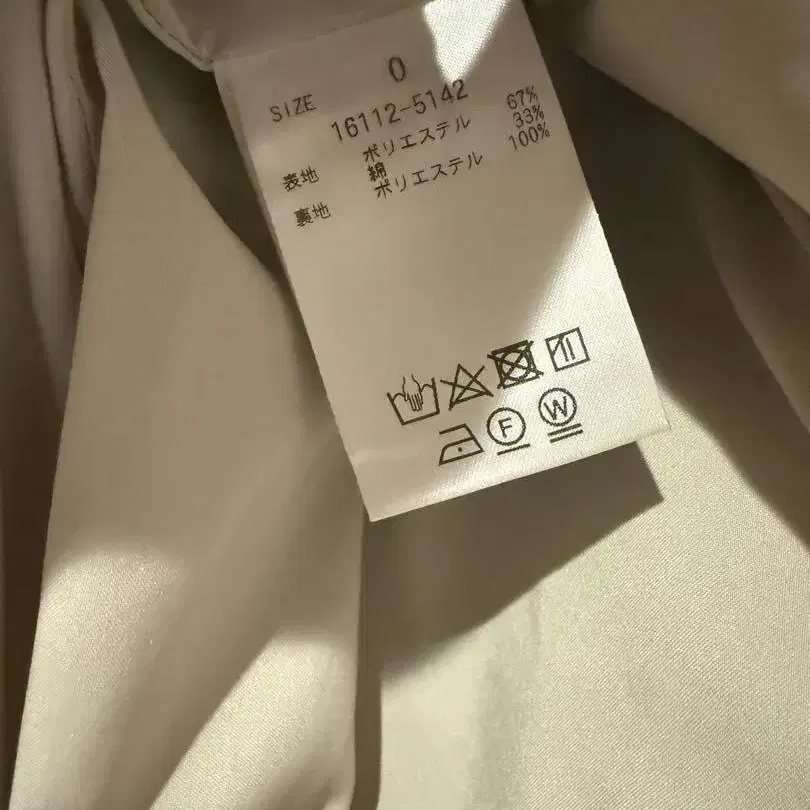 SIZE 0
16112-5142
表地 ポリエステル 67%
綿 33%
裏地 ポリエステル 100%
F W